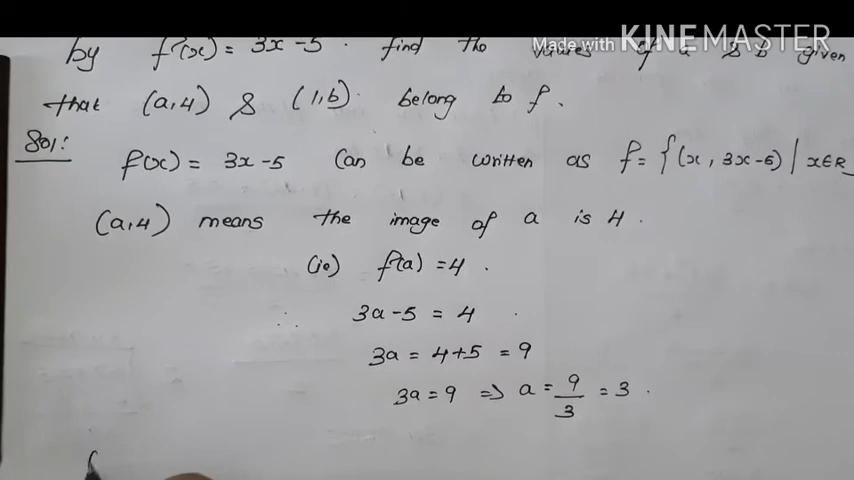 by f(x) = 3x - 5. find the values of a & b given
Made with KINEMASTER
that (a,4) & (1,b). belong to f.
Sol:
f(x) = 3x - 5 Can be written as f = {(x, 3x-5) | x∈R
(a,4) means the image of a is 4.
(ie) f(a) = 4.
∴ 3a - 5 = 4
3a = 4+5 = 9
3a = 9 => a = 9/3 = 3.
(